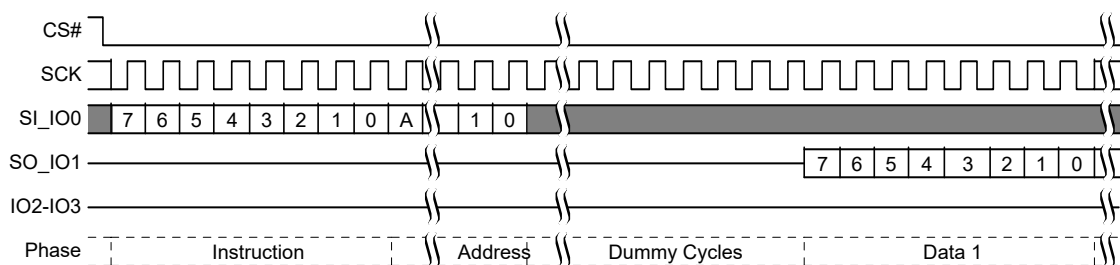 CS#
SCK
SI_IO0 7 6 5 4 3 2 1 0 A 1 0
SO_IO1 7 6 5 4 3 2 1 0
IO2-IO3
Phase Instruction Address Dummy Cycles Data 1